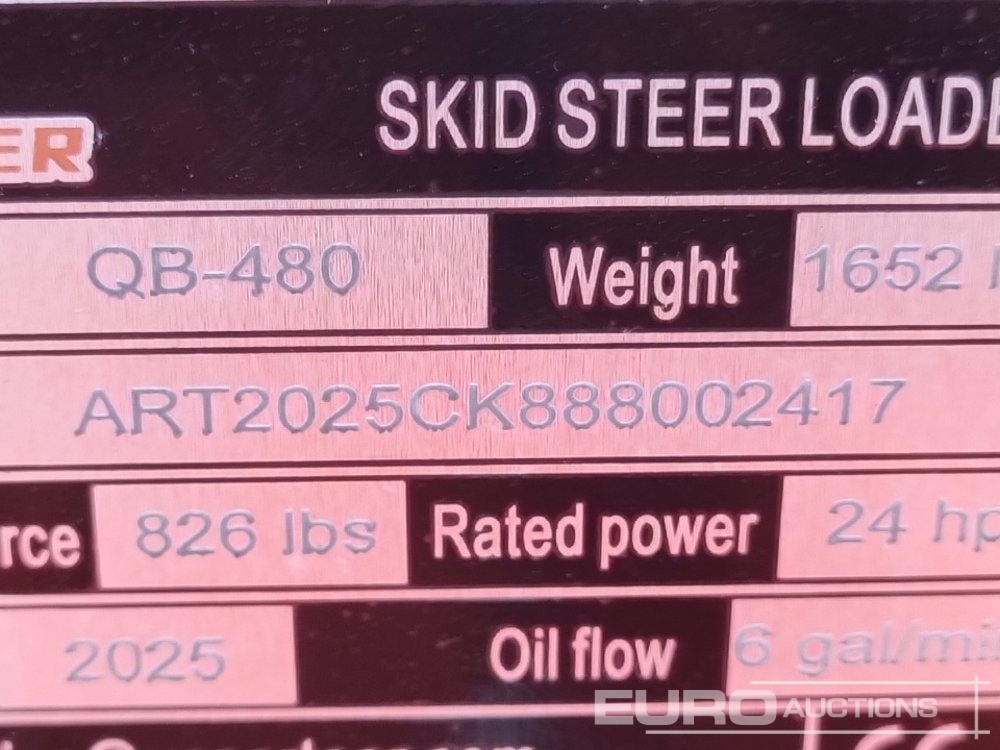 ER
SKID STEER LOADE
QB-480 Weight 1652
ART2025CK888002417
rce 826 lbs Rated power 24 hp
2025 Oil flow 6 gal/min
EURO AUCTIONS